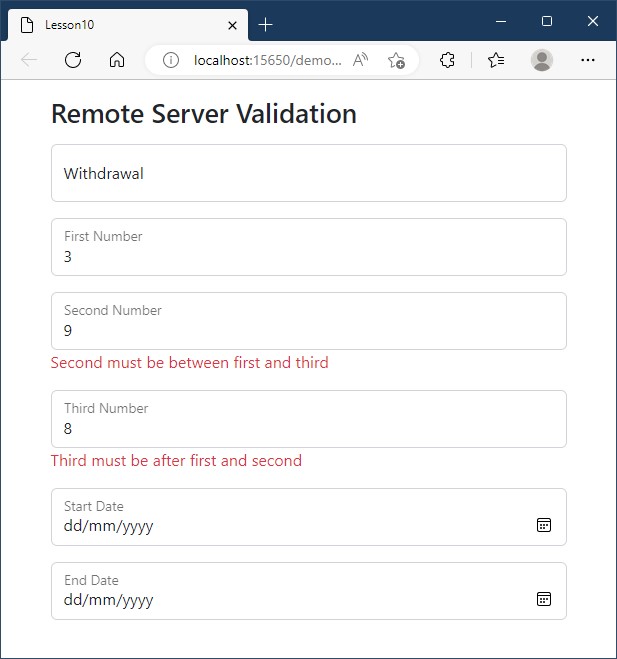 Lesson10
localhost:15650/demo...
Remote Server Validation
Withdrawal
First Number
3
Second Number
9
Second must be between first and third
Third Number
8
Third must be after first and second
Start Date
dd/mm/yyyy
End Date
dd/mm/yyyy